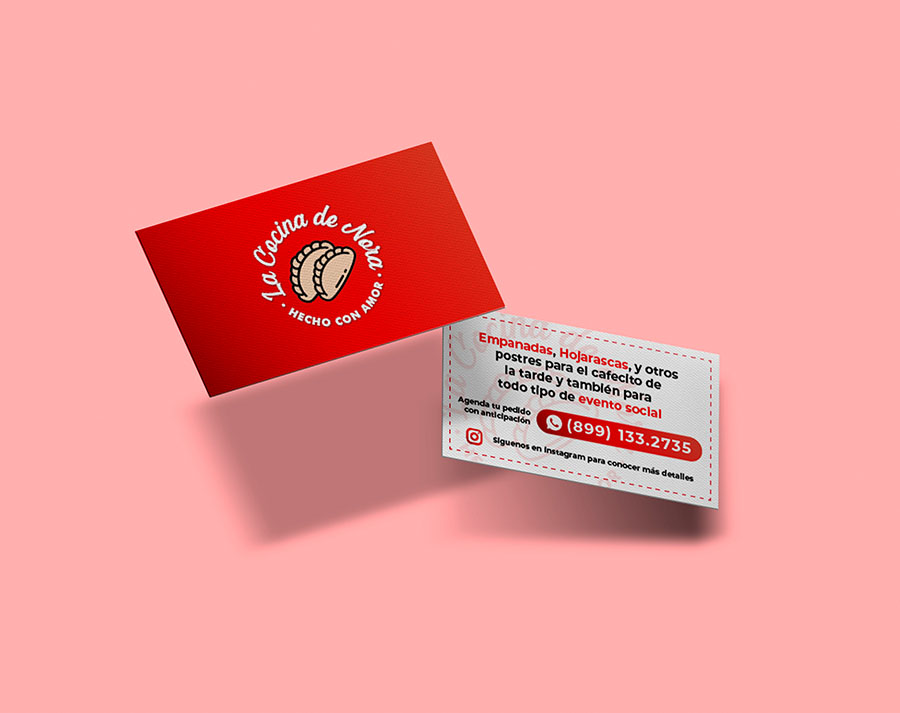 La Cocina de Nora
· HECHO CON AMOR ·
Empanadas, Hojarascas, y otros
postres para el cafecito de
la tarde y también para
todo tipo de evento social
Agenda tu pedido
con anticipación
(899) 133.2735
Síguenos en Instagram para conocer más detalles